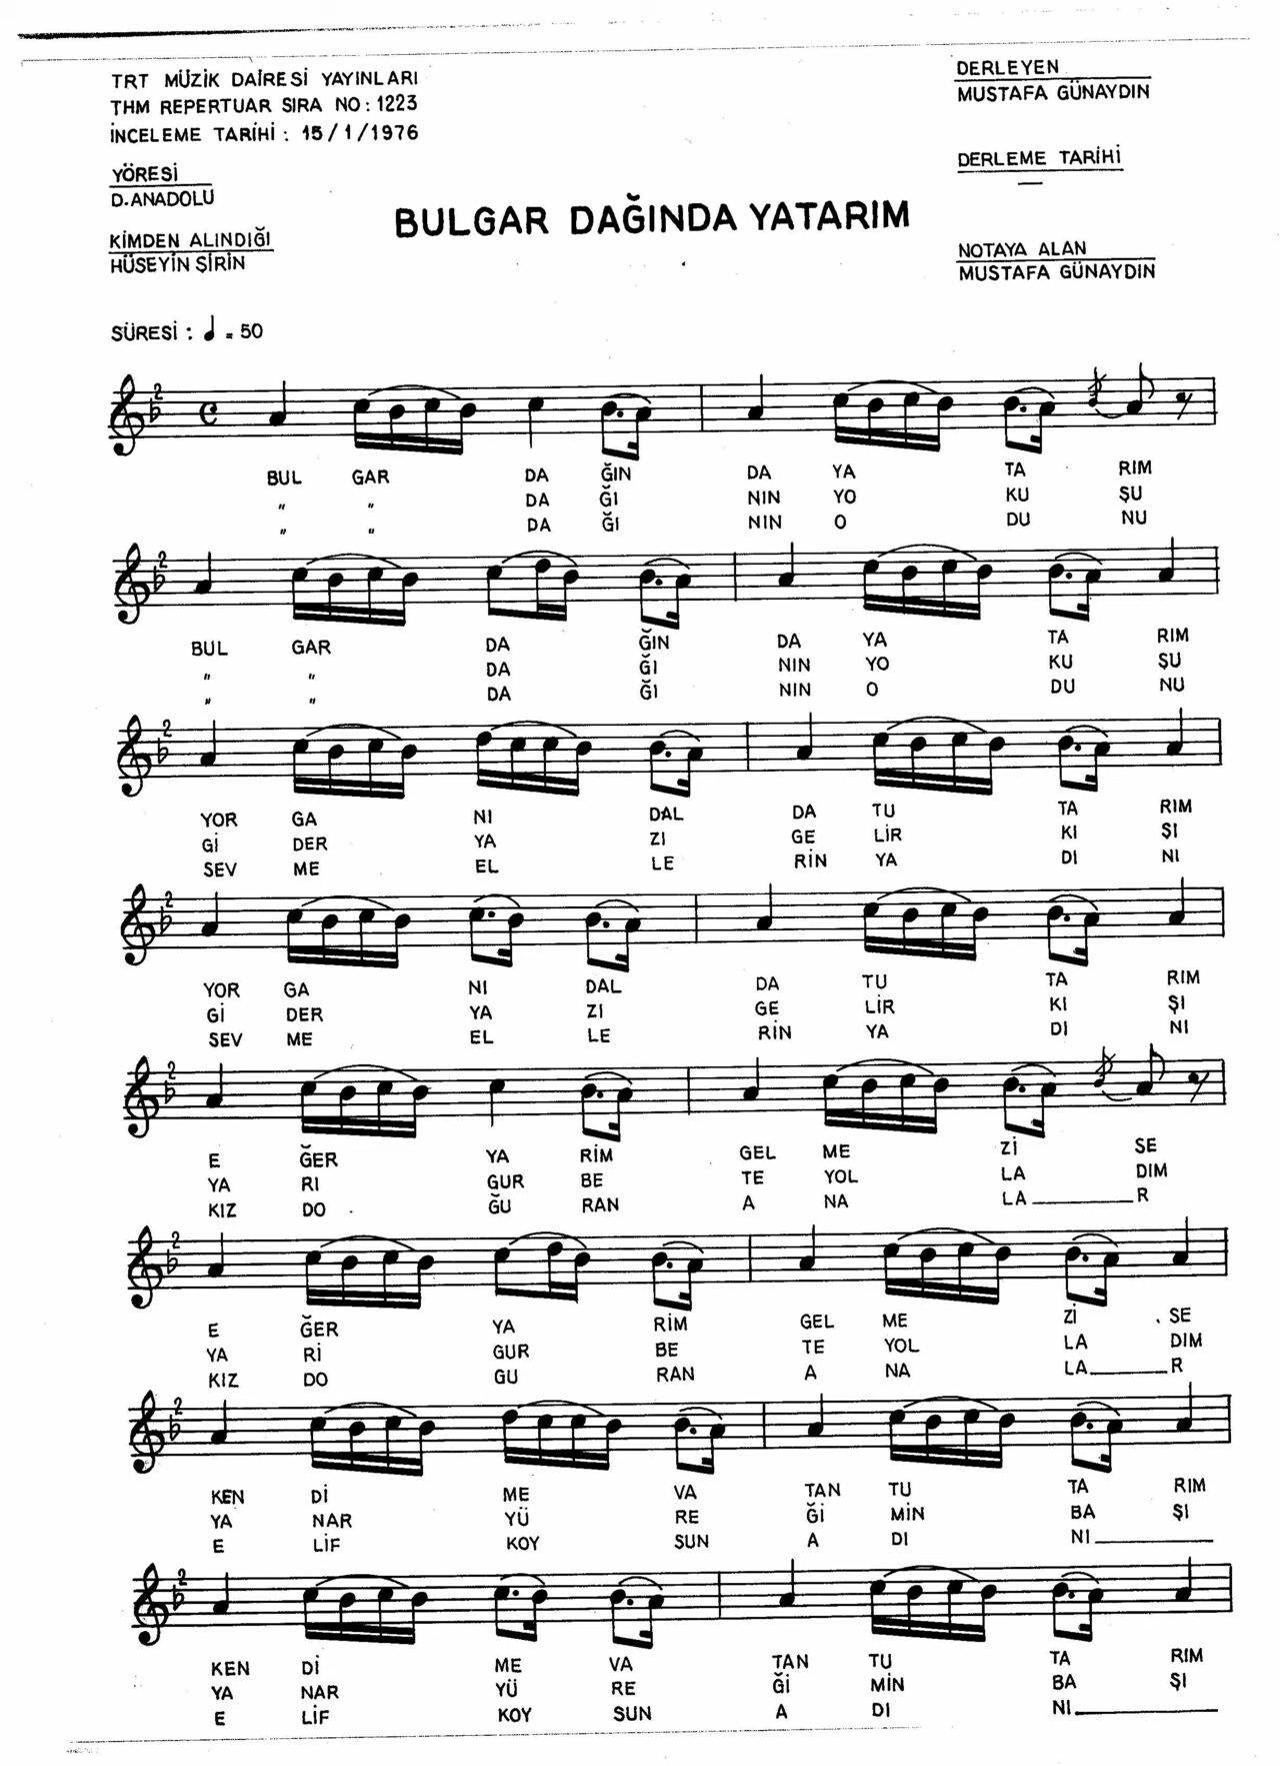 TRT MÜZİK DAİRESİ YAYINLARI
THM REPERTUAR SIRA NO: 1223
İNCELEME TARİHİ : 15/1/1976
YÖRESİ
D.ANADOLU
KİMDEN ALINDIĞI
HÜSEYİN ŞİRİN
DERLEYEN
MUSTAFA GÜNAYDIN
DERLEME TARİHİ
—
NOTAYA ALAN
MUSTAFA GÜNAYDIN
BULGAR DAĞINDA YATARIM
SÜRESİ : ♩ = 50
BUL GAR DA ĞIN DA YA TA RIM
" " DA ĞI NIN YO KU ŞU
" " DA ĞI NIN O DU NU
BUL GAR DA ĞIN DA YA TA RIM
" " DA ĞI NIN YO KU ŞU
" " DA ĞI NIN O DU NU
YOR GA NI DAL DA TU TA RIM
Gİ DER YA ZI GE LİR KI ŞI
SEV ME EL LE RİN YA DI NI
YOR GA NI DAL DA TU TA RIM
Gİ DER YA ZI GE LİR KI ŞI
SEV ME EL LE RİN YA DI NI
E ĞER YA RİM GEL ME Zİ SE
YA RI GUR BE TE YOL LA DIM
KIZ DO ĞU RAN A NA LA R
E ĞER YA RİM GEL ME Zİ SE
YA Rİ GUR BE TE YOL LA DIM
KIZ DO GU RAN A NA LA R
KEN Dİ ME VA TAN TU TA RIM
YA NAR YÜ RE Ğİ MİN BA ŞI
E LİF KOY SUN A DI NI
KEN Dİ ME VA TAN TU TA RIM
YA NAR YÜ RE Ğİ MİN BA ŞI
E LİF KOY SUN A DI NI